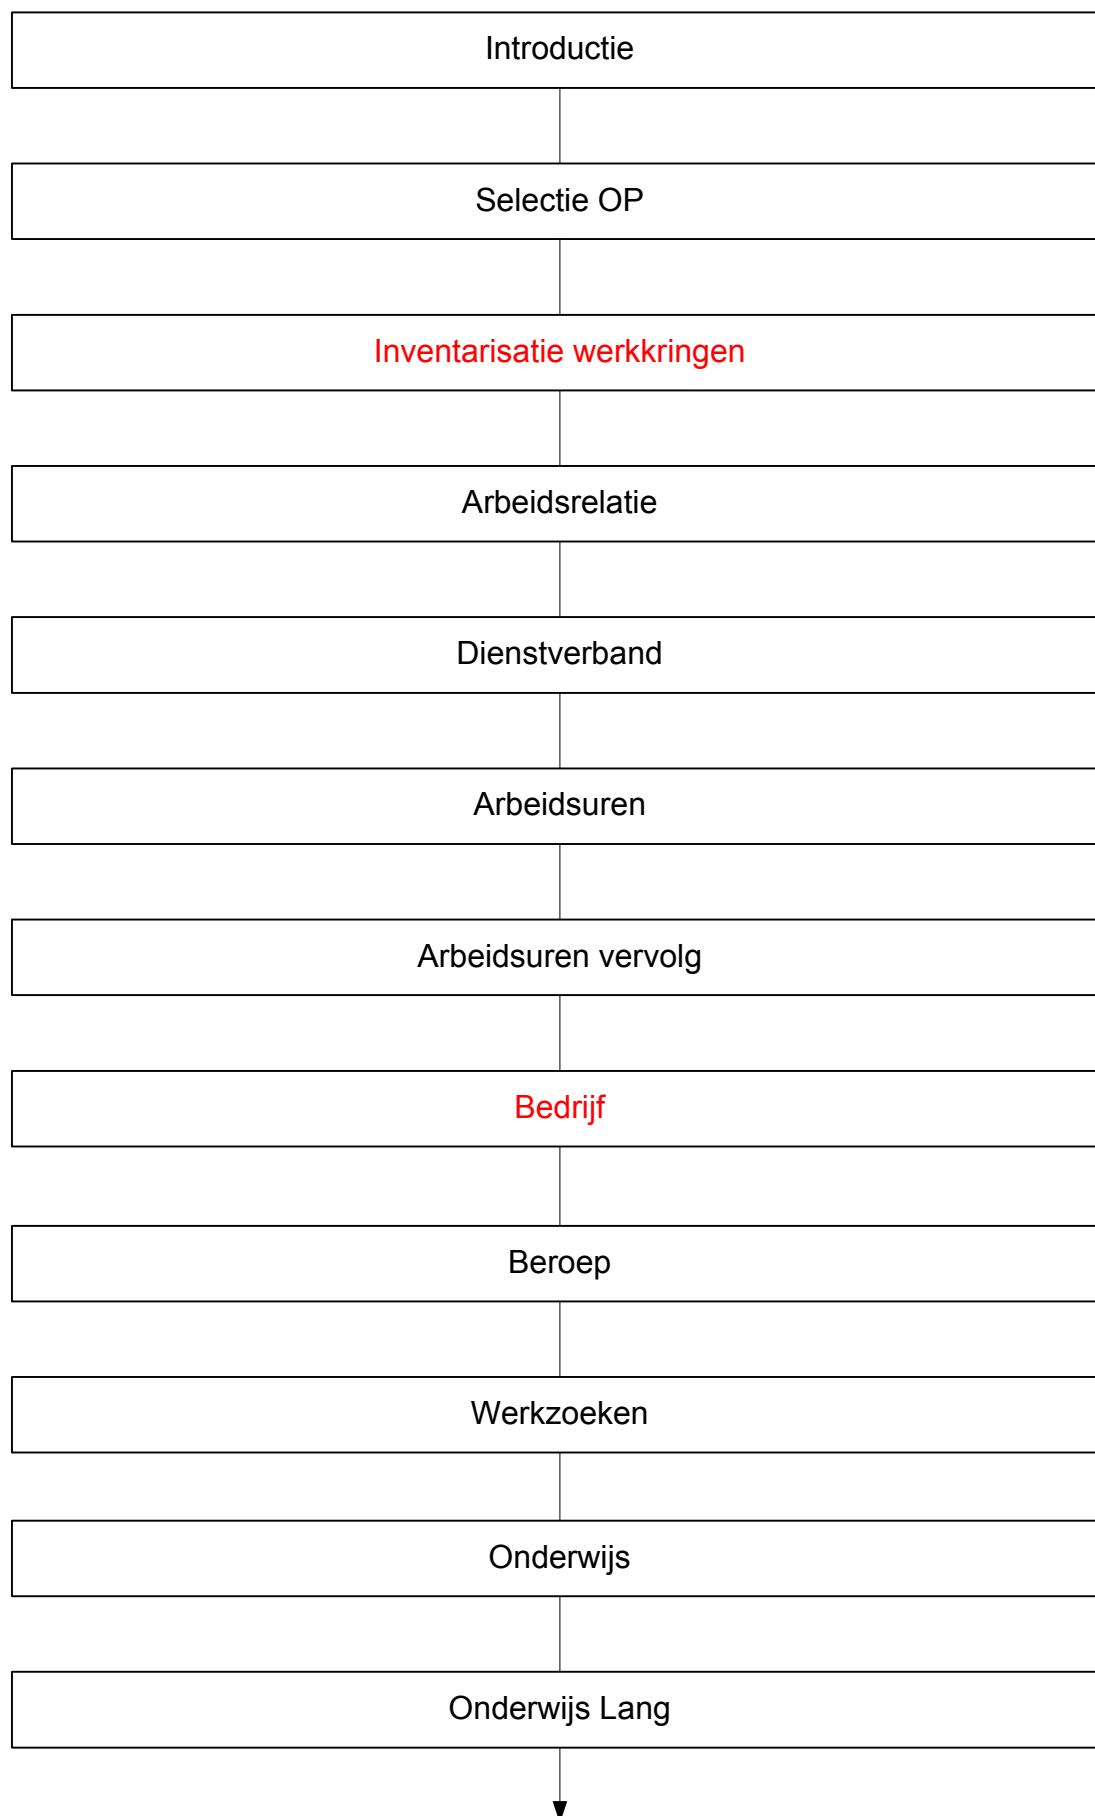 Introductie
Selectie OP
Inventarisatie werkkringen
Arbeidsrelatie
Dienstverband
Arbeidsuren
Arbeidsuren vervolg
Bedrijf
Beroep
Werkzoeken
Onderwijs
Onderwijs Lang